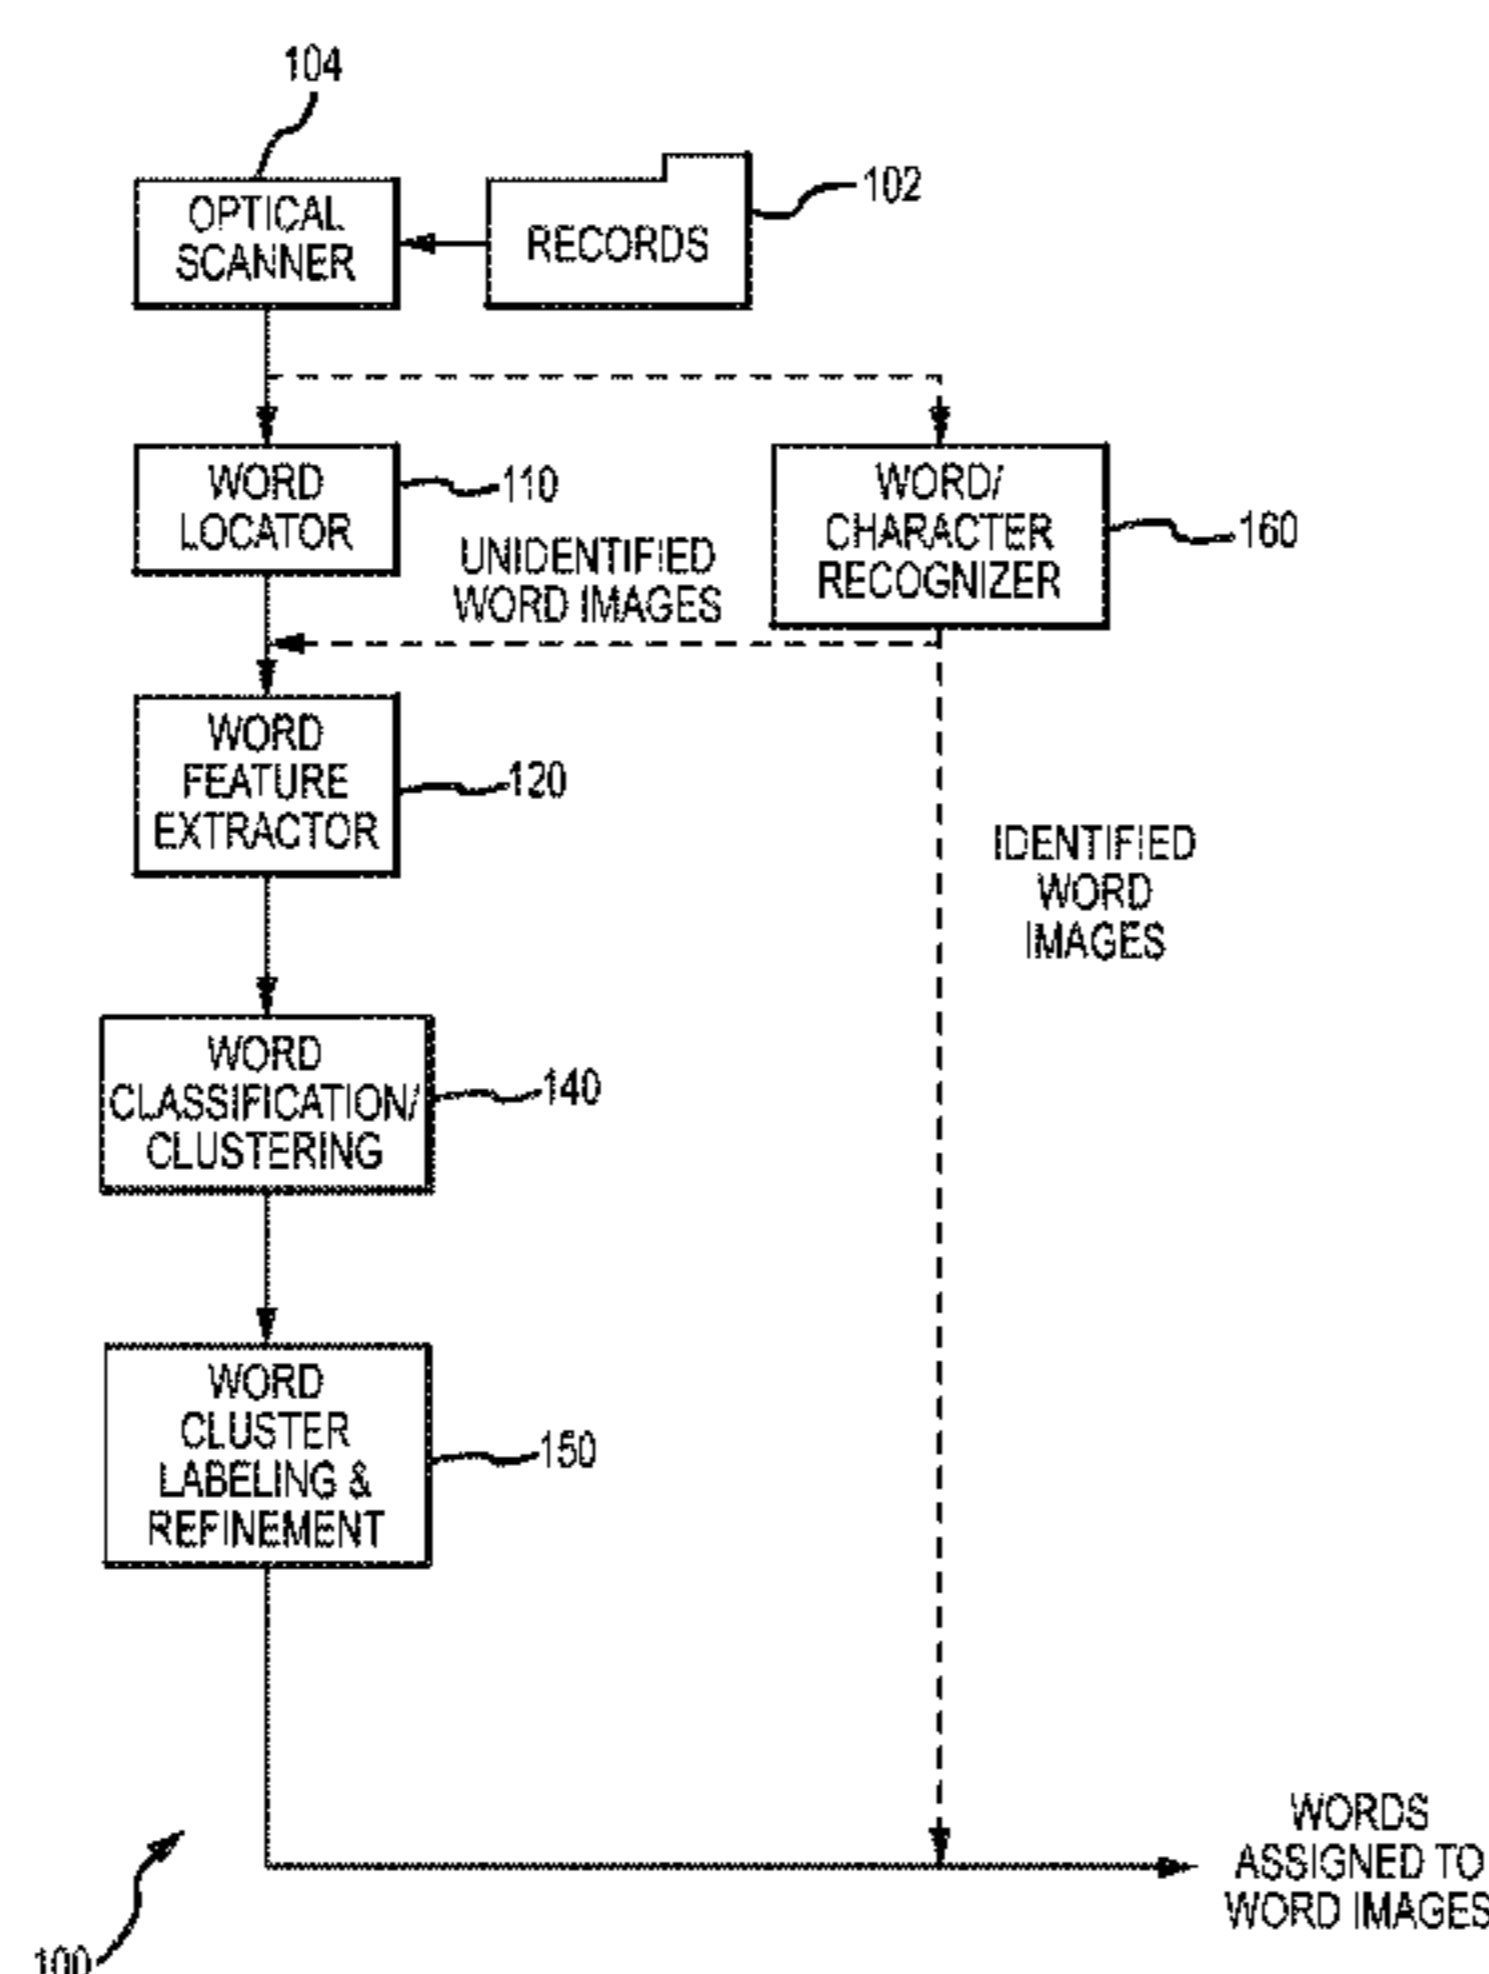 104
OPTICAL
SCANNER
RECORDS
102
WORD
LOCATOR
110
UNIDENTIFIED
WORD IMAGES
WORD/
CHARACTER
RECOGNIZER
160
WORD
FEATURE
EXTRACTOR
120
IDENTIFIED
WORD
IMAGES
WORD
CLASSIFICATION/
CLUSTERING
140
WORD
CLUSTER
LABELING &
REFINEMENT
150
WORDS
ASSIGNED TO
WORD IMAGES
100